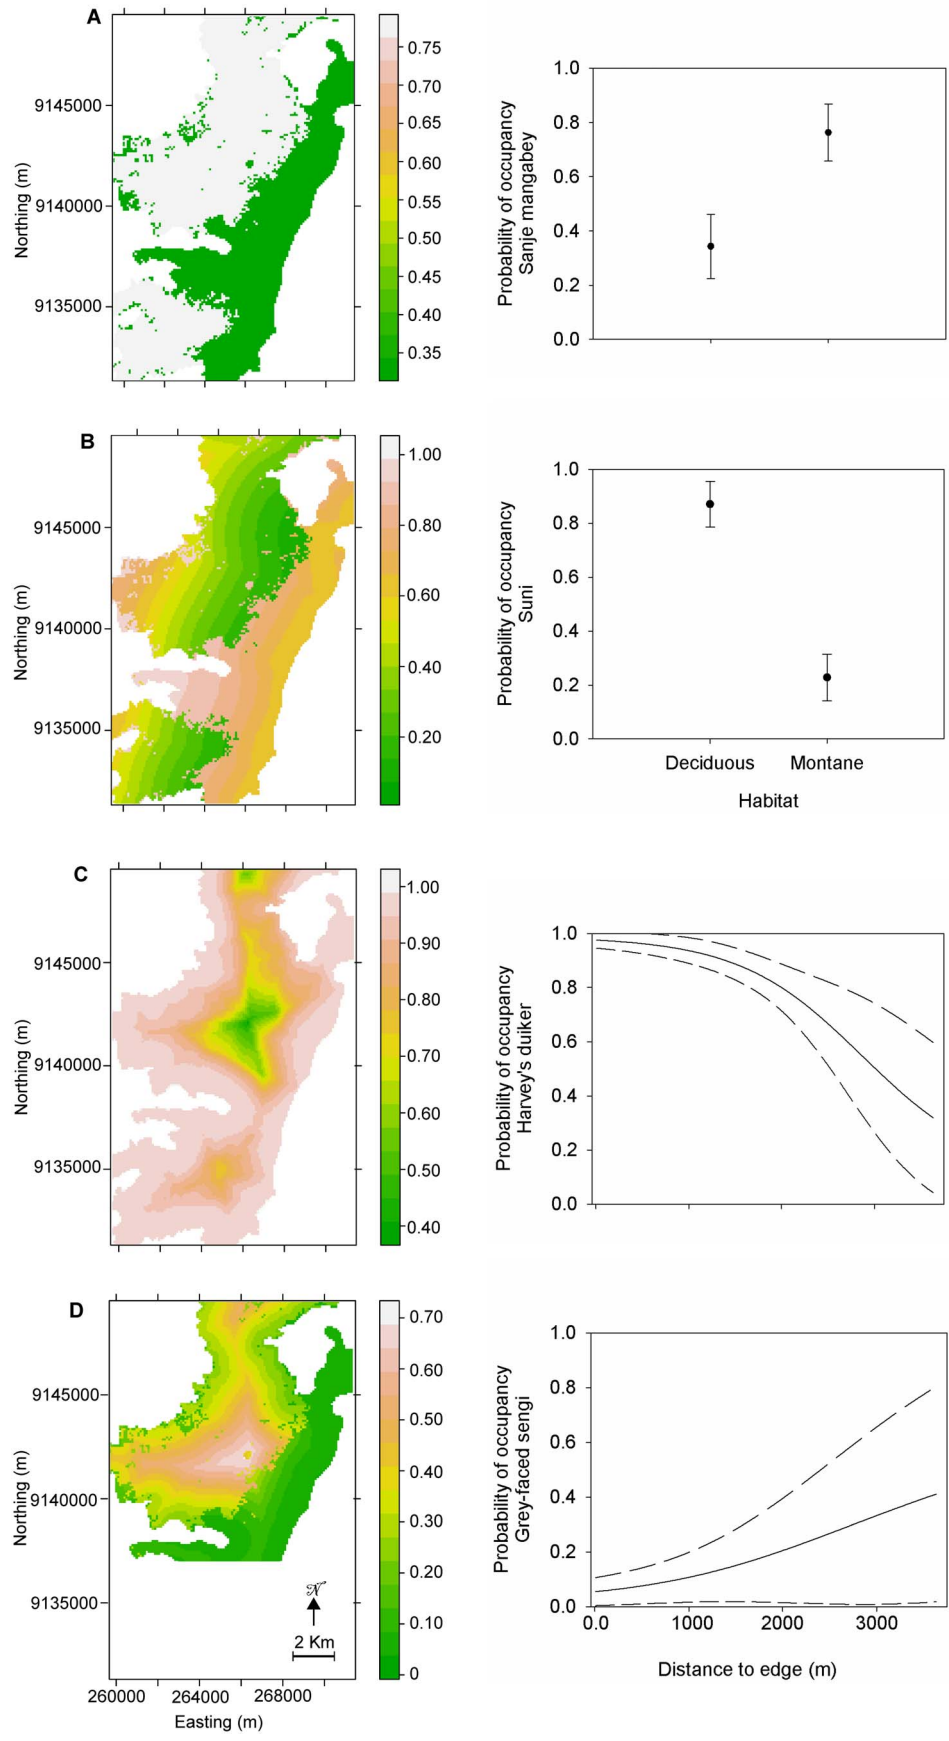 A
Northing (m)
9145000
9140000
9135000
0.75
0.70
0.65
0.60
0.55
0.50
0.45
0.40
0.35
Probability of occupancy
Sanje mangabey
1.0
0.8
0.6
0.4
0.2
0.0
B
Northing (m)
9145000
9140000
9135000
1.00
0.80
0.60
0.40
0.20
Probability of occupancy
Suni
1.0
0.8
0.6
0.4
0.2
0.0
Deciduous Montane
Habitat
C
Northing (m)
9145000
9140000
9135000
1.00
0.90
0.80
0.70
0.60
0.50
0.40
Probability of occupancy
Harvey's duiker
1.0
0.8
0.6
0.4
0.2
0.0
D
Northing (m)
9145000
9140000
9135000
N
2 Km
260000 264000 268000
Easting (m)
0.70
0.60
0.50
0.40
0.30
0.20
0.10
0
Probability of occupancy
Grey-faced sengi
1.0
0.8
0.6
0.4
0.2
0.0
0.0 1000 2000 3000
Distance to edge (m)